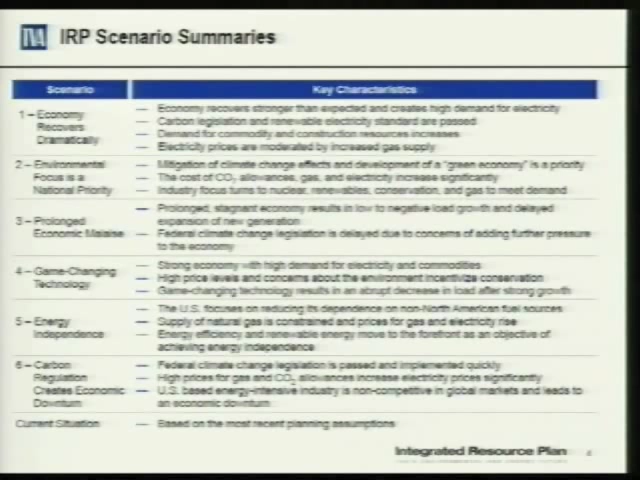 TVA IRP Scenario Summaries
Scenario Key Characteristics
1 – Economy Recovers Dramatically
— Economy recovers stronger than expected and creates high demand for electricity
— Carbon legislation and renewable electricity standard are passed
— Demand for commodity and construction resources increases
— Electricity prices are moderated by increased gas supply
2 – Environmental Focus is a National Priority
— Mitigation of climate change effects and development of a "green economy" is a priority
— The cost of CO₂ allowances, gas, and electricity increase significantly
— Industry focus turns to nuclear, renewables, conservation, and gas to meet demand
3 – Prolonged Economic Malaise
— Prolonged, stagnant economy results in low to negative load growth and delayed
expansion of new generation
— Federal climate change legislation is delayed due to concerns of adding further pressure
to the economy
4 – Game-Changing Technology
— Strong economy with high demand for electricity and commodities
— High price levels and concerns about the environment incentivize conservation
— Game-changing technology results in an abrupt decrease in load after strong growth
5 – Energy Independence
— The U.S. focuses on reducing its dependence on non-North American fuel sources
— Supply of natural gas is constrained and prices for gas and electricity rise
— Energy efficiency and renewable energy move to the forefront as an objective of
achieving energy independence
6 – Carbon Regulation Creates Economic Downturn
— Federal climate change legislation is passed and implemented quickly
— High prices for gas and CO₂ allowances increase electricity prices significantly
— U.S. based energy-intensive industry is non-competitive in global markets and leads to
an economic downturn
Current Situation — Based on the most recent planning assumptions
Integrated Resource Plan